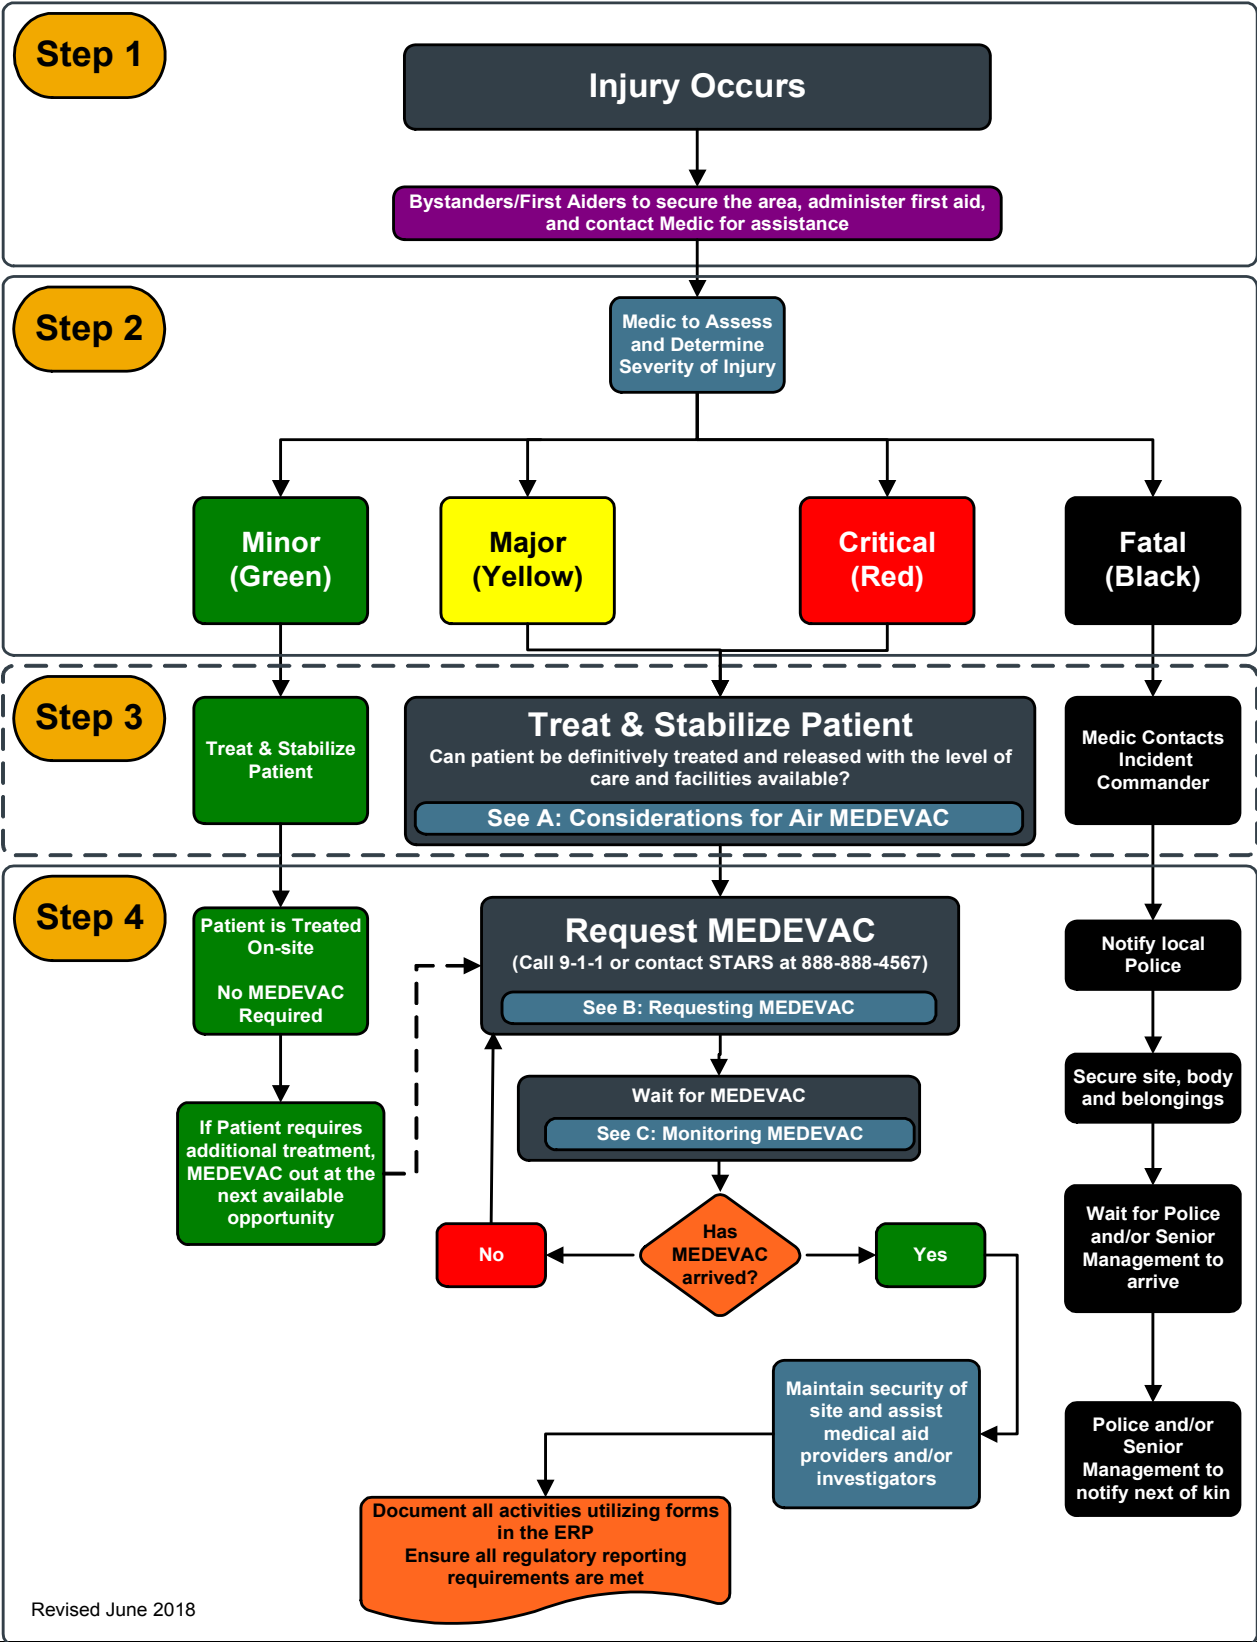 Step 1
Injury Occurs
Bystanders/First Aiders to secure the area, administer first aid,
and contact Medic for assistance
Step 2
Medic to Assess
and Determine
Severity of Injury
Minor
(Green)
Major
(Yellow)
Critical
(Red)
Fatal
(Black)
Step 3
Treat & Stabilize
Patient
Treat & Stabilize Patient
Can patient be definitively treated and released with the level of
care and facilities available?
See A: Considerations for Air MEDEVAC
Medic Contacts
Incident
Commander
Step 4
Patient is Treated
On-site
No MEDEVAC
Required
If Patient requires
additional treatment,
MEDEVAC out at the
next available
opportunity
Request MEDEVAC
(Call 9-1-1 or contact STARS at 888-888-4567)
See B: Requesting MEDEVAC
Wait for MEDEVAC
See C: Monitoring MEDEVAC
Has
MEDEVAC
arrived?
No
Yes
Maintain security of
site and assist
medical aid
providers and/or
investigators
Document all activities utilizing forms
in the ERP
Ensure all regulatory reporting
requirements are met
Notify local
Police
Secure site, body
and belongings
Wait for Police
and/or Senior
Management to
arrive
Police and/or
Senior
Management to
notify next of kin
Revised June 2018